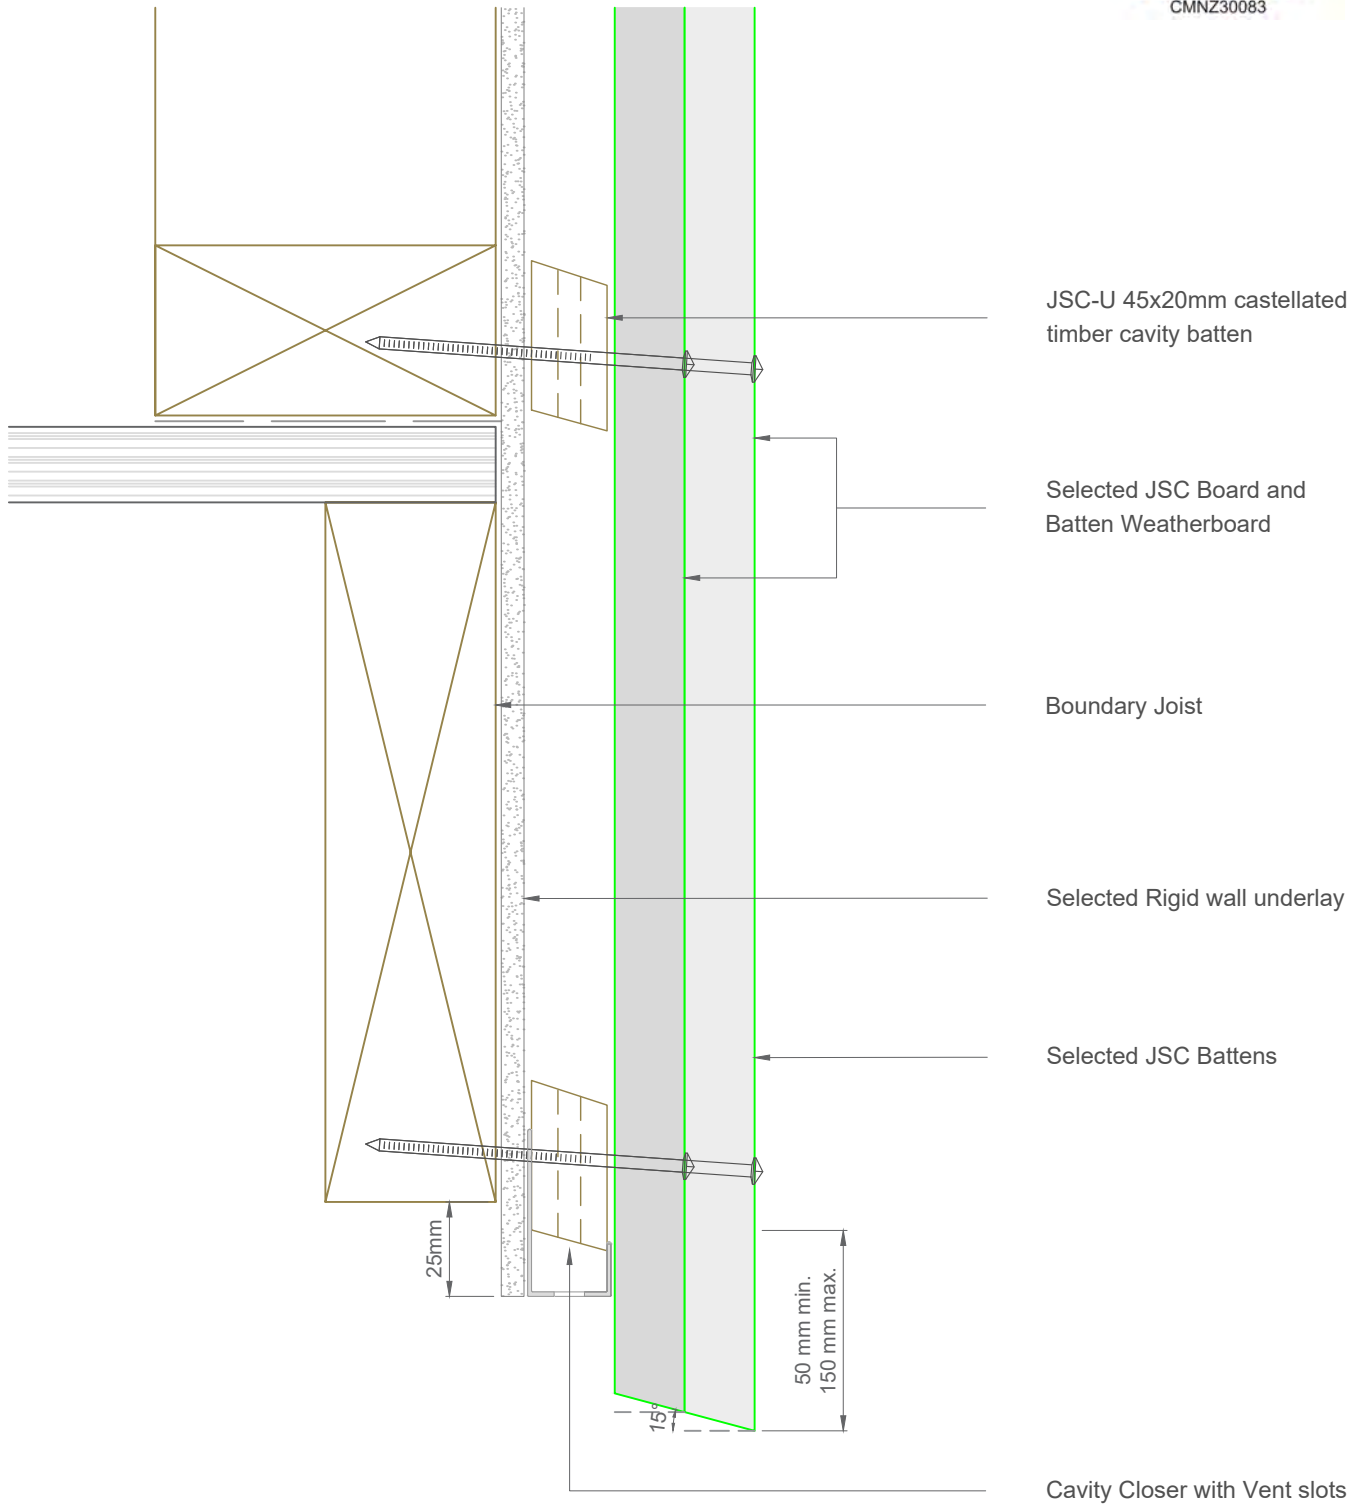 CMNZ30083
JSC-U 45x20mm castellated
timber cavity batten
Selected JSC Board and
Batten Weatherboard
Boundary Joist
Selected Rigid wall underlay
Selected JSC Battens
25mm
50 mm min.
150 mm max.
15°
Cavity Closer with Vent slots